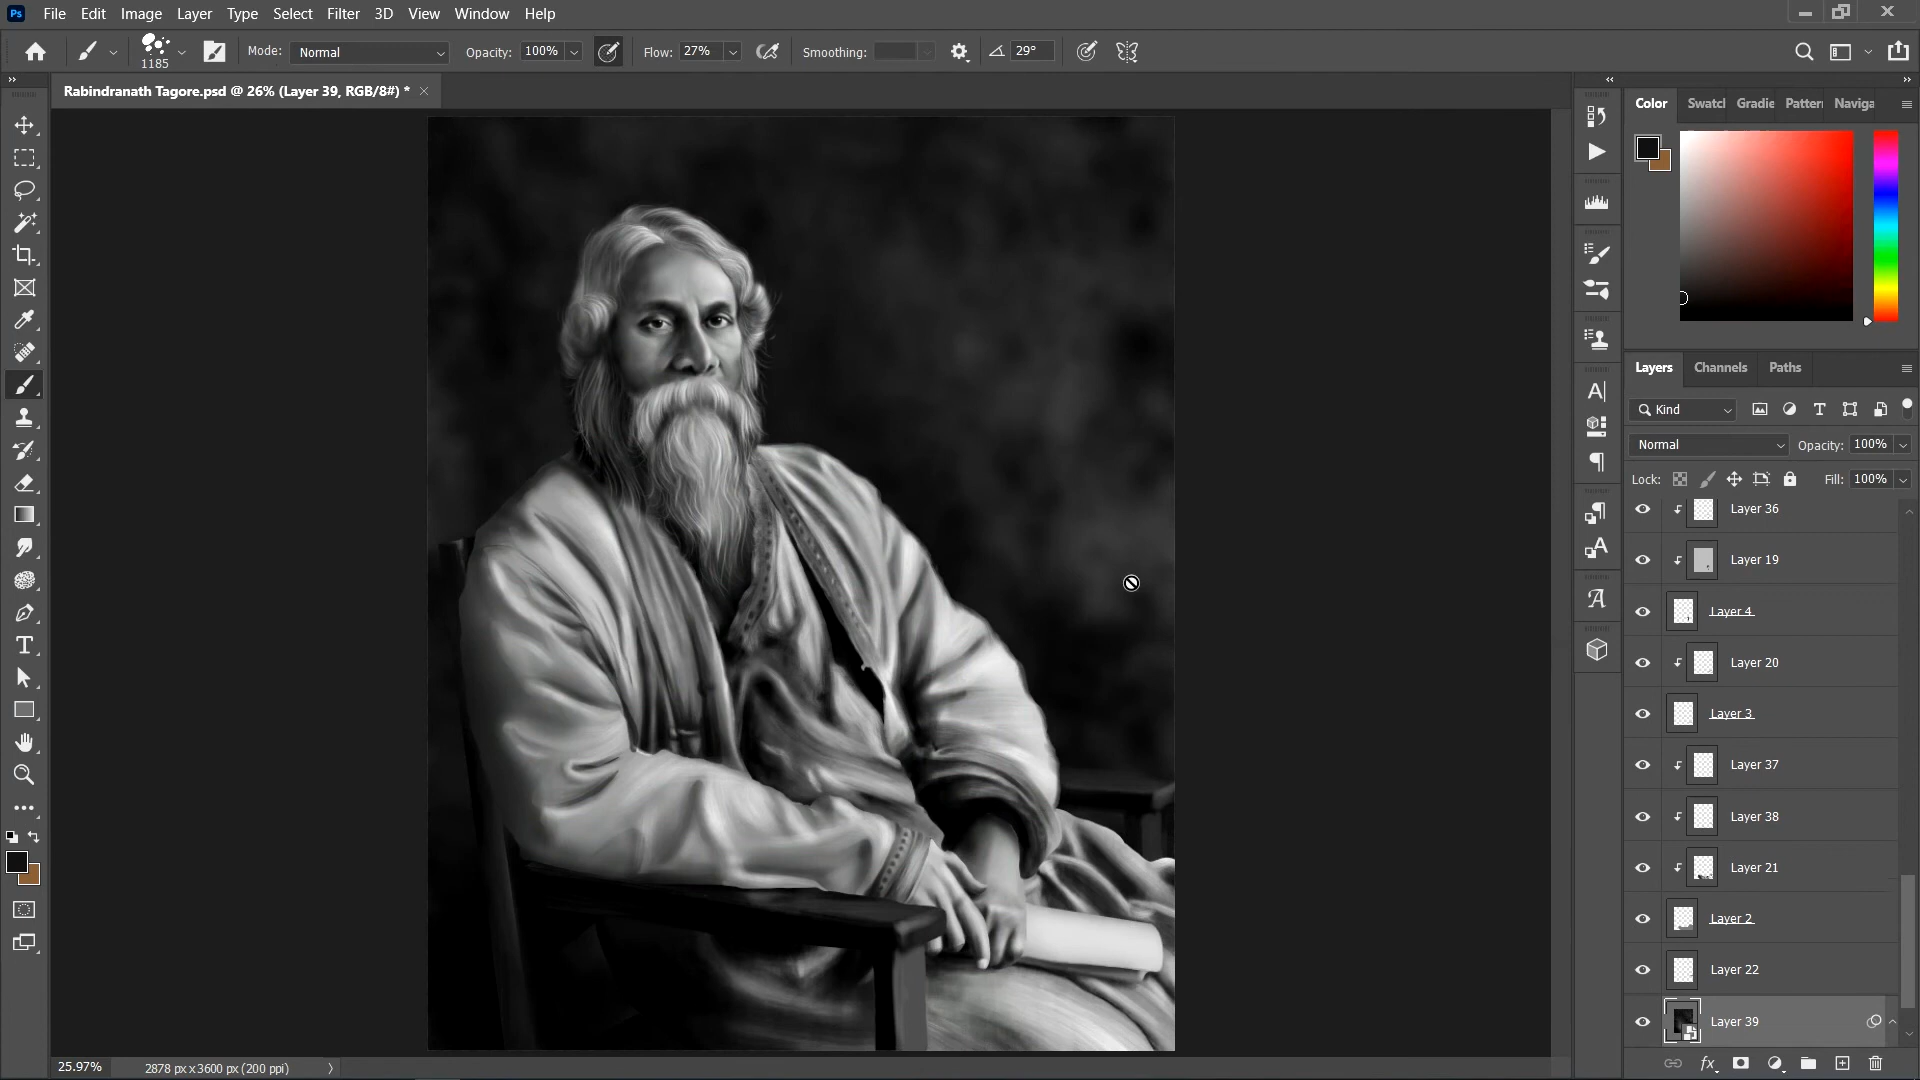 Ps File Edit Image Layer Type Select Filter 3D View Window Help
1185 Mode: Normal Opacity: 100% Flow: 27% Smoothing: 29°
Rabindranath Tagore.psd @ 26% (Layer 39, RGB/8#) *
Color Swatcl Gradie Patterı Naviga
Layers Channels Paths
Kind
Normal Opacity: 100%
Lock: Fill: 100%
Layer 36
Layer 19
Layer 4
Layer 20
Layer 3
Layer 37
Layer 38
Layer 21
Layer 2
Layer 22
Layer 39
25.97% 2878 px x 3600 px (200 ppi)